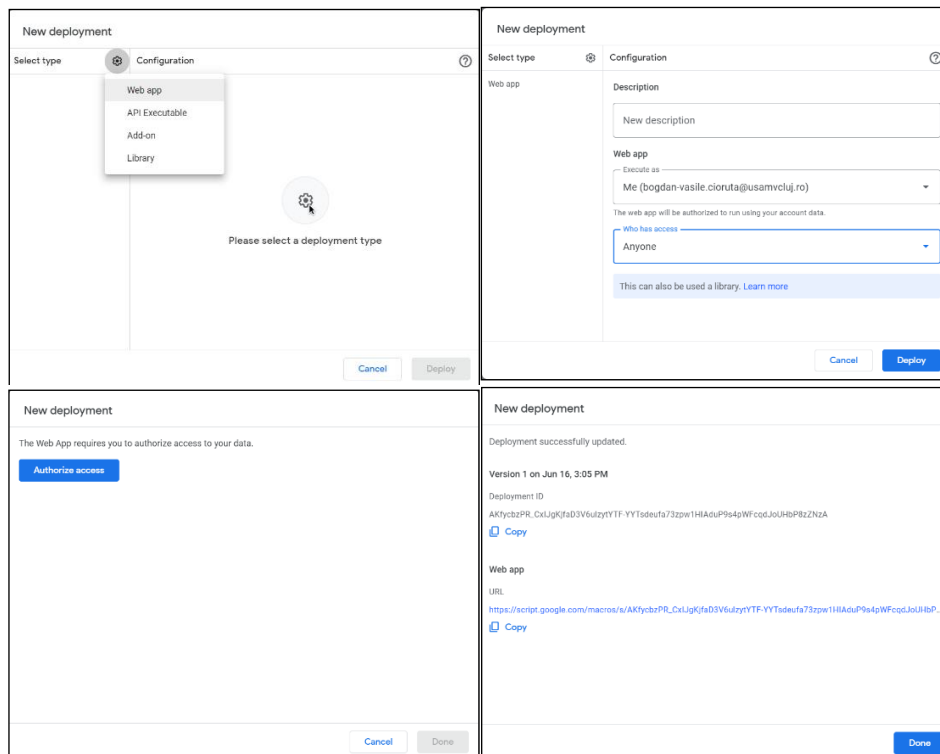 New deployment
Select type
Configuration
Web app
API Executable
Add-on
Library
Please select a deployment type
Cancel
Deploy
New deployment
Select type
Configuration
Web app
Description
New description
Web app
Execute as
Me (bogdan-vasile.cioruta@usamvcluj.ro)
The web app will be authorized to run using your account data.
Who has access
Anyone
This can also be used a library. Learn more
Cancel
Deploy
New deployment
The Web App requires you to authorize access to your data.
Authorize access
Cancel
Done
New deployment
Deployment successfully updated.
Version 1 on Jun 16, 3:05 PM
Deployment ID
Copy
Web app
URL
Copy
Done